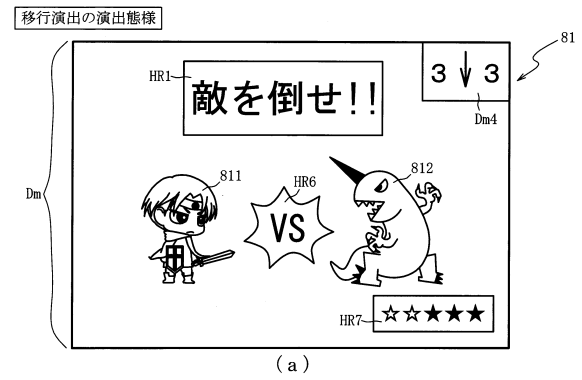 移行演出の演出態様
81
HR1
敵を倒せ!!
3 ↓ 3
Dm4
811
HR6
812
Dm
VS
HR7
☆☆★★★
(a)